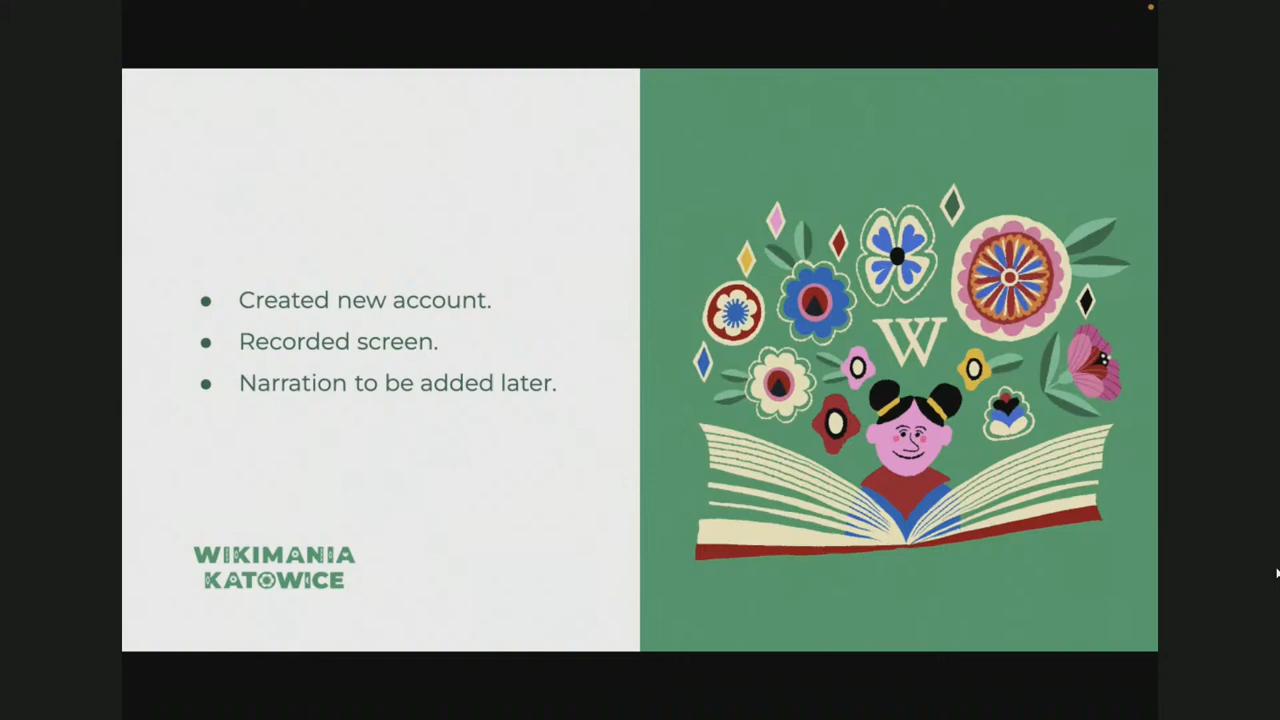 Created new account.
Recorded screen.
Narration to be added later.
WIKIMANIA
KATOWICE
W